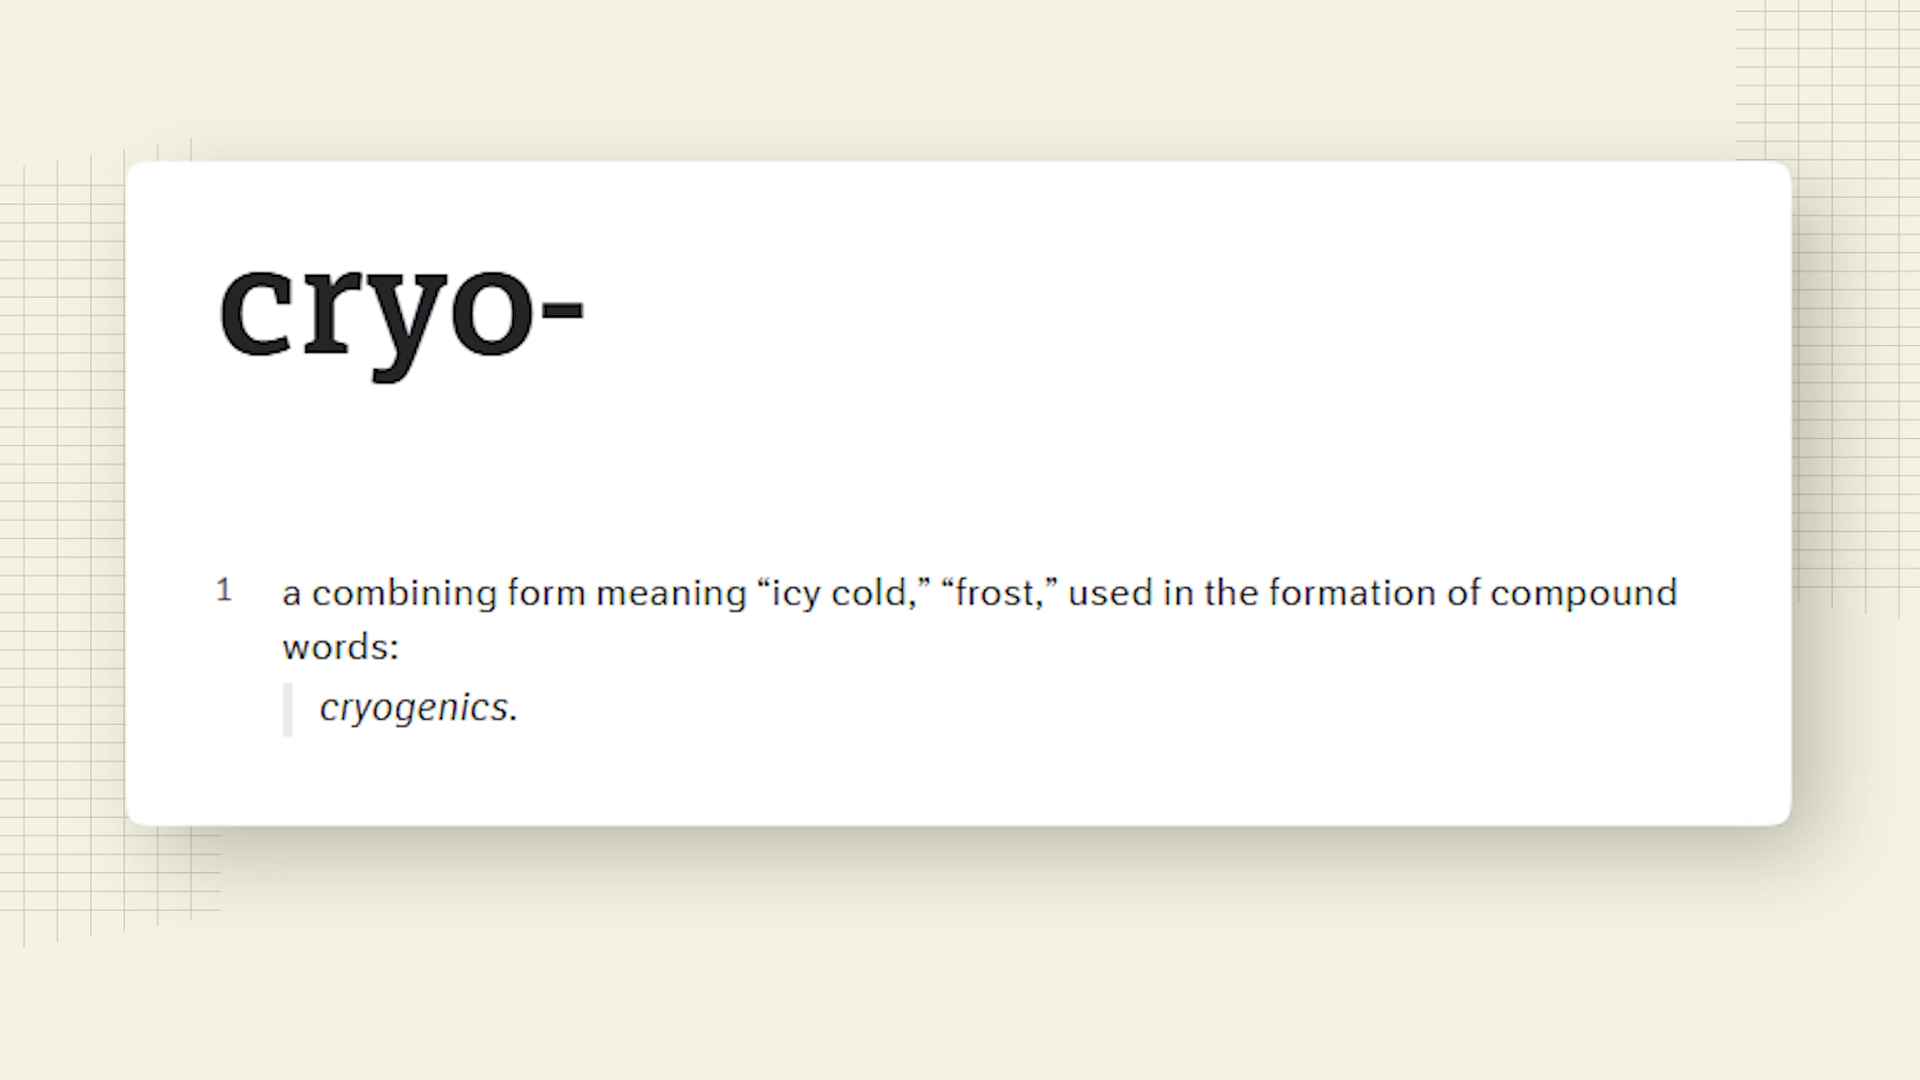 cryo-
1 a combining form meaning “icy cold,” “frost,” used in the formation of compound
words:
cryogenics.